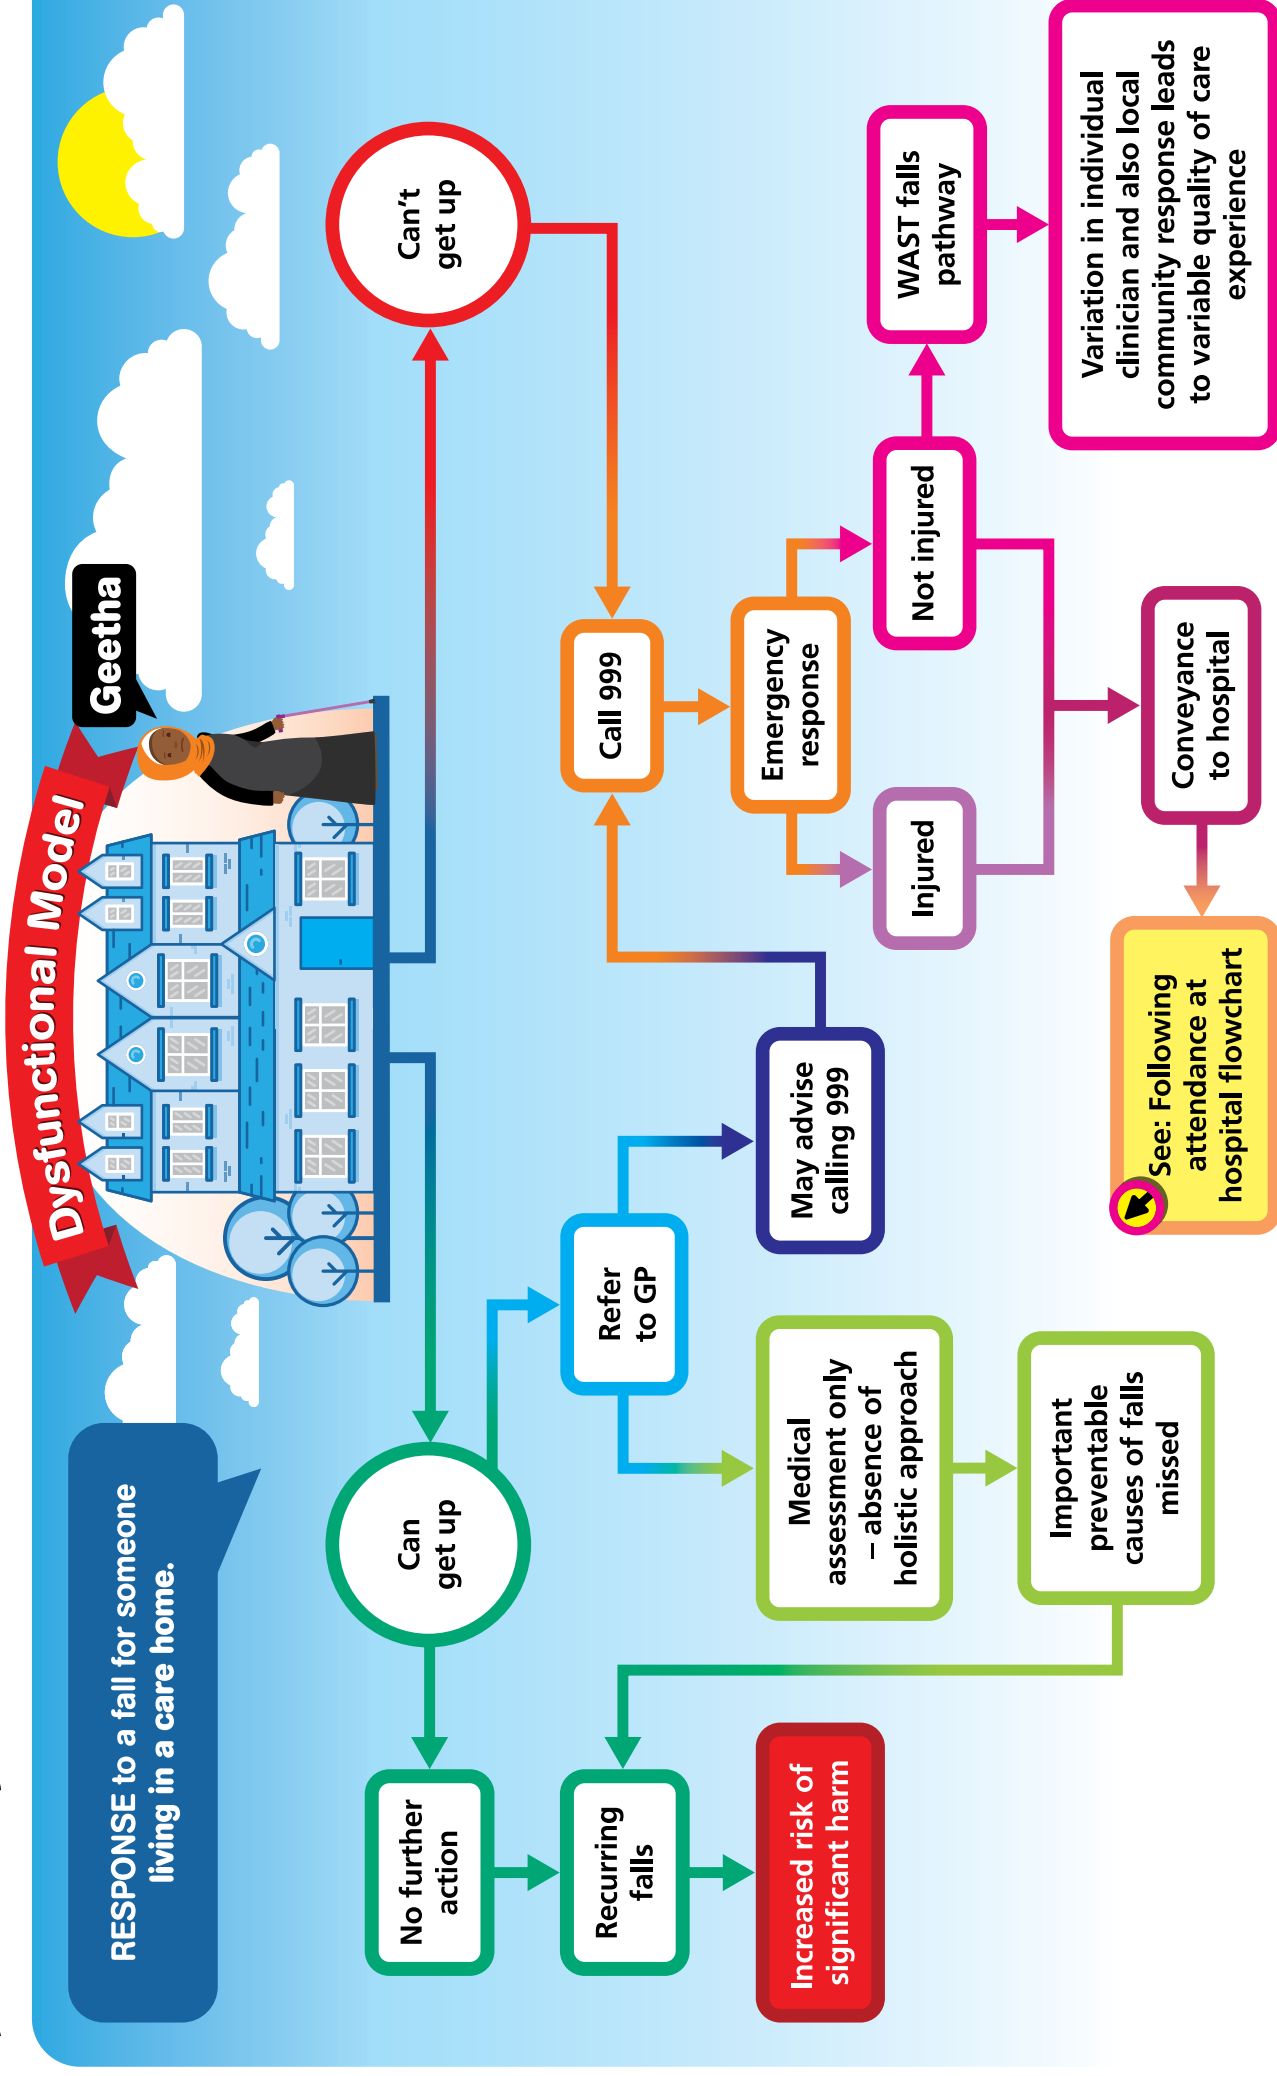 RESPONSE to a fall for someone
living in a care home.
Dysfunctional Model
Geetha
Can
get up
Can't
get up
No further
action
Recurring
falls
Increased risk of
significant harm
Refer
to GP
Medical
assessment only
– absence of
holistic approach
Important
preventable
causes of falls
missed
May advise
calling 999
Call 999
Emergency
response
Injured
Not injured
WAST falls
pathway
Variation in individual
clinician and also local
community response leads
to variable quality of care
experience
Conveyance
to hospital
See: Following
attendance at
hospital flowchart